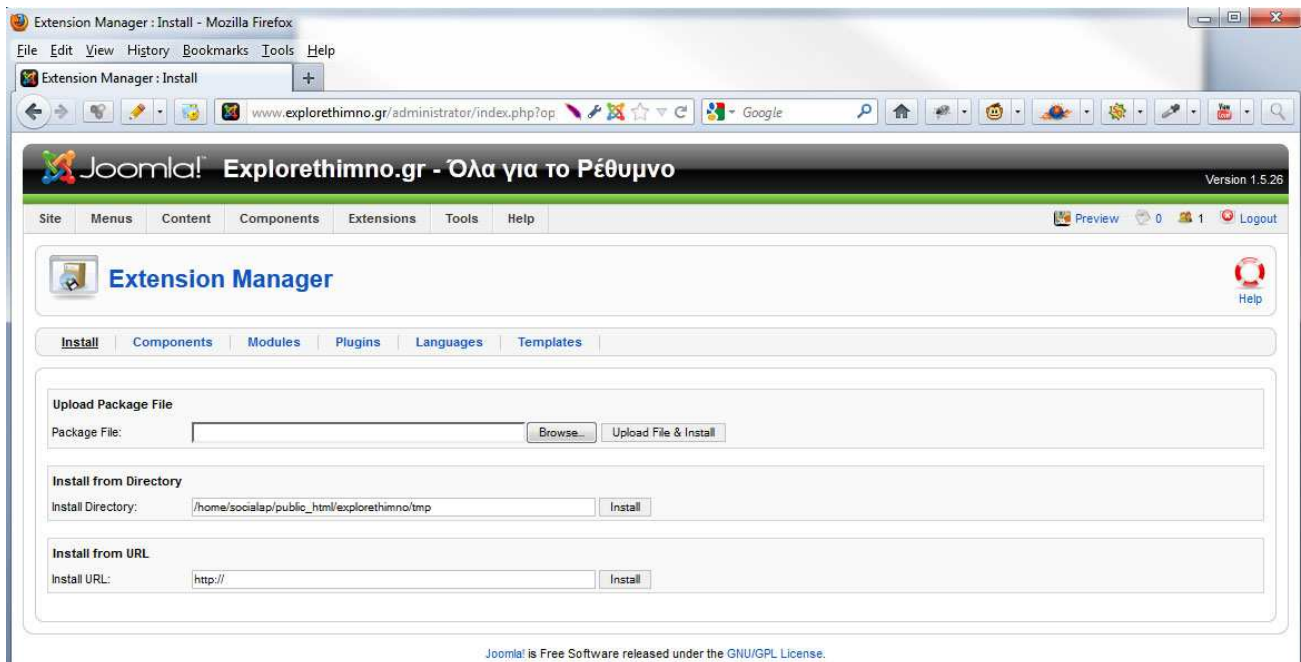 Extension Manager : Install - Mozilla Firefox
File Edit View History Bookmarks Tools Help
Extension Manager : Install +
www.explorethimno.gr/administrator/index.php?op Google
Joomla! Explorethimno.gr - Όλα για το Ρέθυμνο
Version 1.5.26
Site Menus Content Components Extensions Tools Help Preview 0 1 Logout
Extension Manager
Help
Install Components Modules Plugins Languages Templates
Upload Package File
Package File: Browse... Upload File & Install
Install from Directory
Install Directory: /home/socialap/public_html/explorethimno/tmp Install
Install from URL
Install URL: http:// Install
Joomla! is Free Software released under the GNU/GPL License.